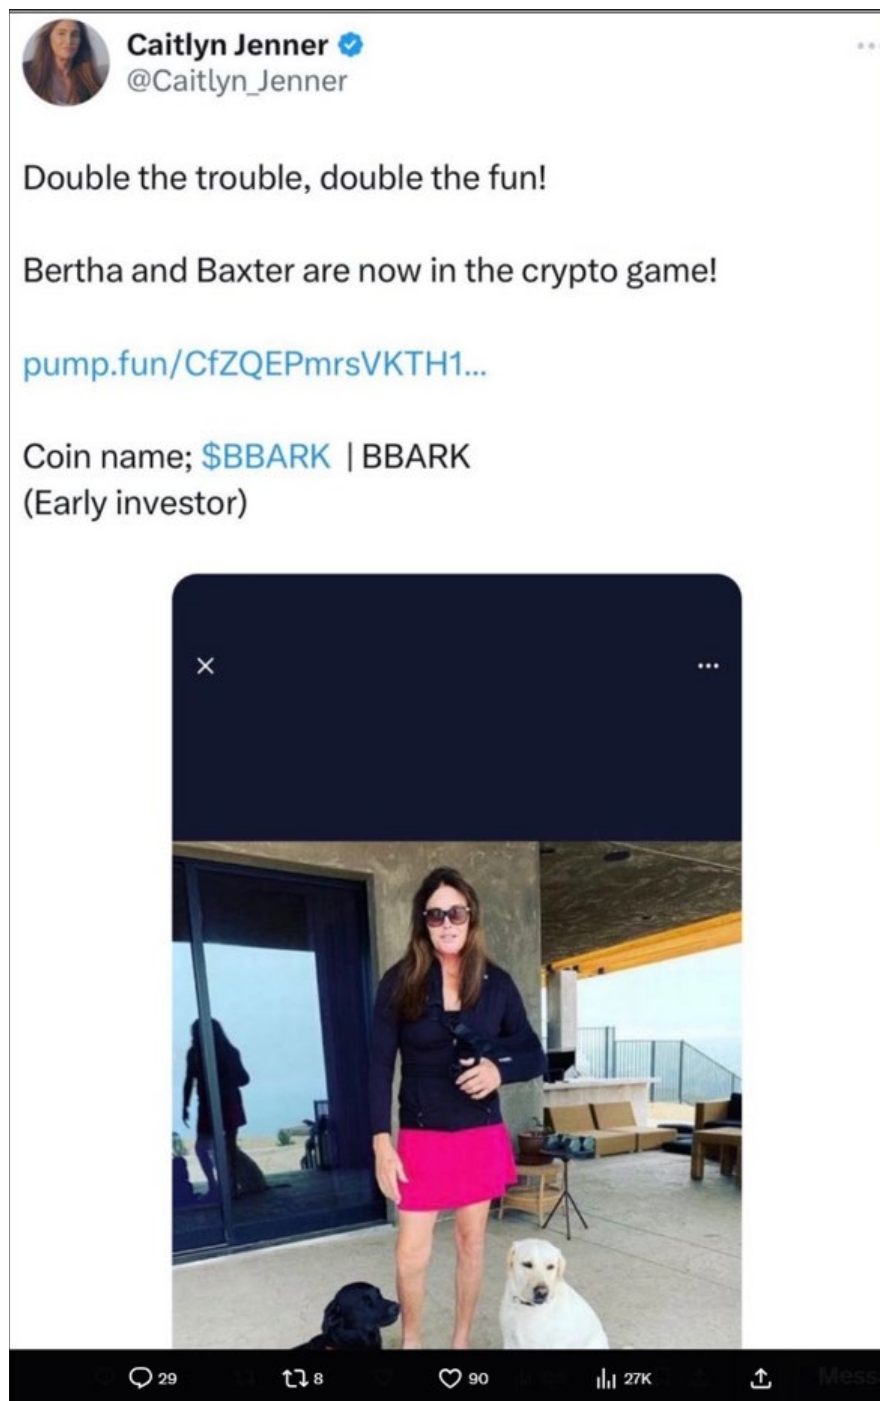 Caitlyn Jenner
@Caitlyn_Jenner
Double the trouble, double the fun!
Bertha and Baxter are now in the crypto game!
pump.fun/CfZQEPmrsVKTH1...
Coin name; $BBARK | BBARK
(Early investor)
29 8 90 27K Mess